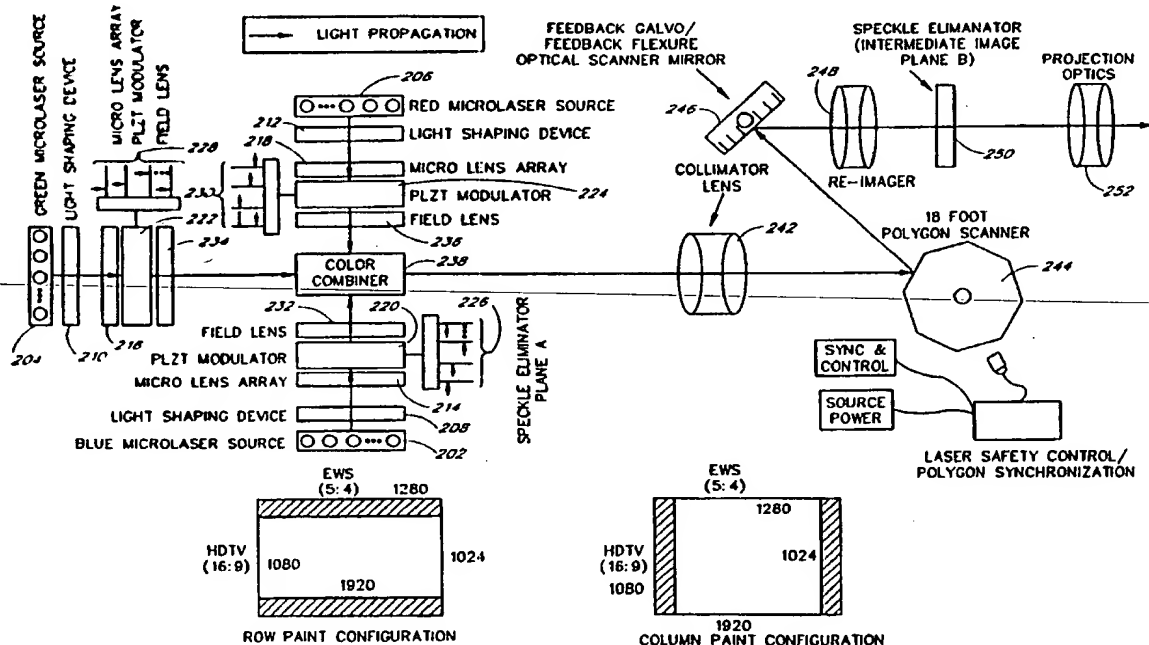 LIGHT PROPAGATION
FEEDBACK GALVO/
FEEDBACK FLEXURE
OPTICAL SCANNER MIRROR
SPECKLE ELIMANATOR
(INTERMEDIATE IMAGE
PLANE B)
PROJECTION
OPTICS
GREEN MICROLASER SOURCE
LIGHT SHAPING DEVICE
MICRO LENS ARRAY
PLZT MODULATOR
FIELD LENS
228
206
RED MICROLASER SOURCE
212
LIGHT SHAPING DEVICE
218
MICRO LENS ARRAY
PLZT MODULATOR
224
FIELD LENS
236
233
222
234
246
248
RE-IMAGER
250
252
COLLIMATOR
LENS
242
18 FOOT
POLYGON SCANNER
244
COLOR
COMBINER
238
232
220
226
FIELD LENS
PLZT MODULATOR
MICRO LENS ARRAY
214
LIGHT SHAPING DEVICE
208
BLUE MICROLASER SOURCE
202
SPECKLE ELIMINATOR
PLANE A
204
210
216
SYNC &
CONTROL
SOURCE
POWER
LASER SAFETY CONTROL/
POLYGON SYNCHRONIZATION
EWS
(5:4)
1280
HDTV
(16:9)
1080
1024
1920
ROW PAINT CONFIGURATION
EWS
(5:4)
1280
HDTV
(16:9)
1080
1024
1920
COLUMN PAINT CONFIGURATION